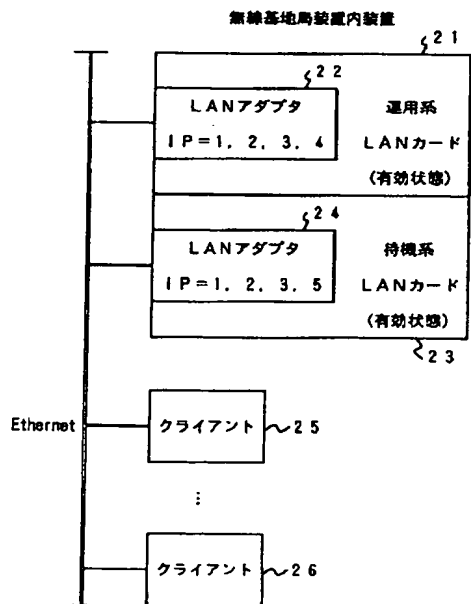 無線基地局装置内装置
21
22
LANアダプタ
IP=1, 2, 3, 4
運用系
LANカード
(有効状態)
24
LANアダプタ
IP=1, 2, 3, 5
待機系
LANカード
(有効状態)
23
Ethernet
クライアント
25
⋮
クライアント
26